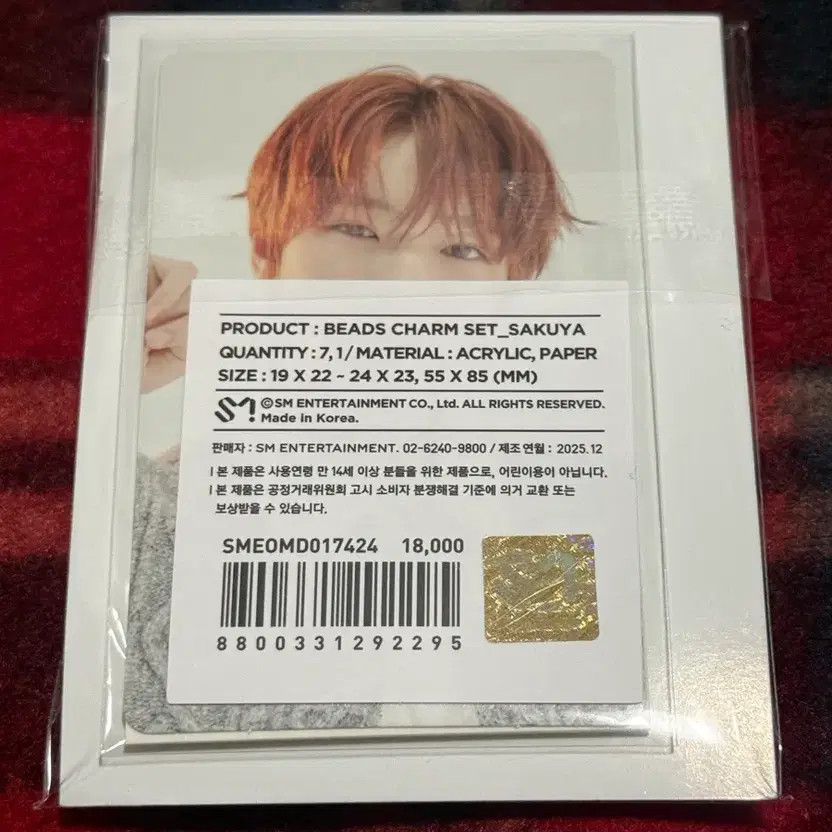 PRODUCT : BEADS CHARM SET_SAKUYA
QUANTITY : 7, 1 / MATERIAL : ACRYLIC, PAPER
SIZE : 19 X 22 ~ 24 X 23, 55 X 85 (MM)
SM ©SM ENTERTAINMENT CO., Ltd. ALL RIGHTS RESERVED.
Made in Korea.
판매자 : SM ENTERTAINMENT. 02-6240-9800 / 제조연월 : 2025.12
I 본 제품은 사용연령 만 14세 이상 분들을 위한 제품으로, 어린이용이 아닙니다.
I 본 제품은 공정거래위원회 고시 소비자 분쟁해결 기준에 의거 교환 또는
보상받을 수 있습니다.
SMEOMD017424 18,000
8800331292295